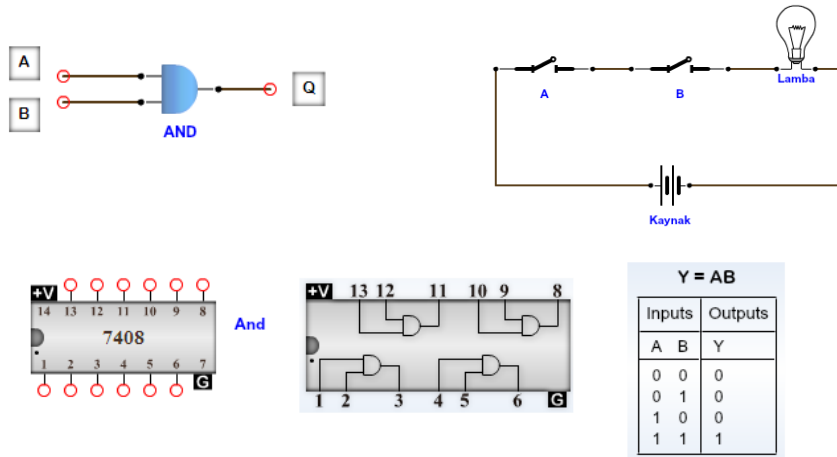 A
B
Q
AND
A
B
Lamba
Kaynak
+V 13 12 11 10 9 8
14
7408
1 2 3 4 5 6 7
G
And
+V 13 12 11 10 9 8
1 2 3 4 5 6 G
Y = AB
Inputs Outputs
A B Y
0 0 0
0 1 0
1 0 0
1 1 1